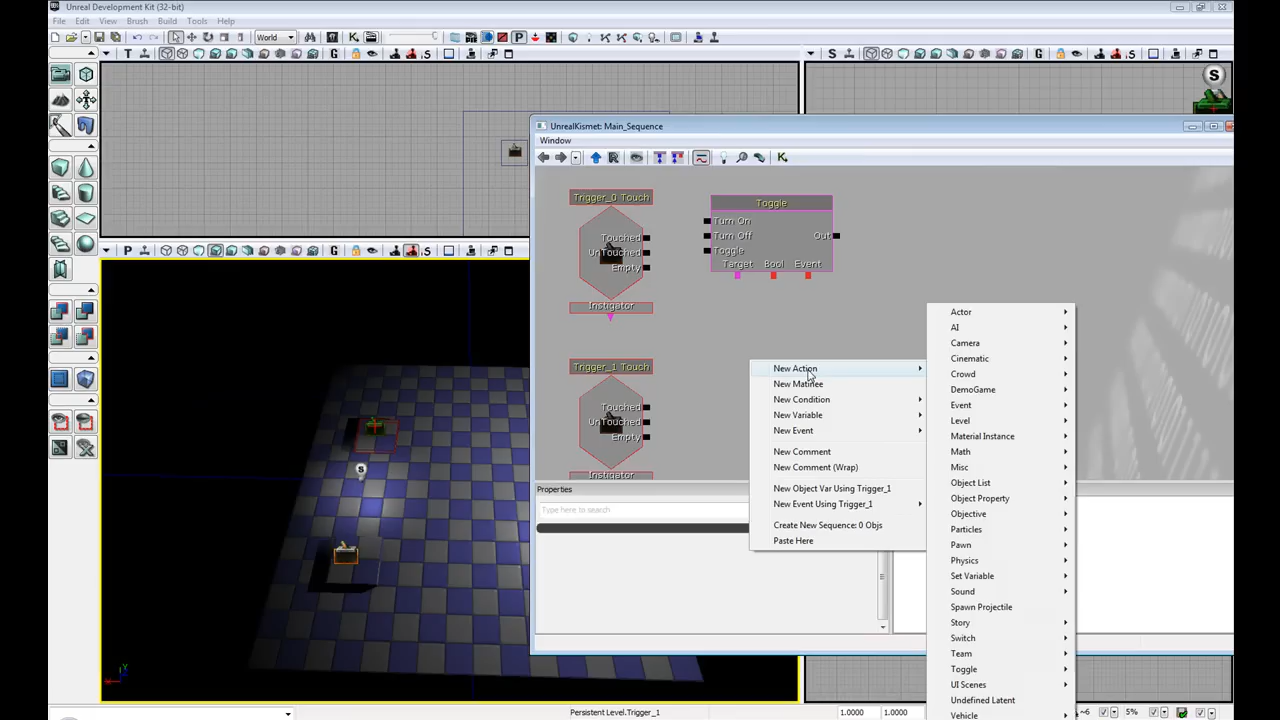 Unreal Development Kit (32-bit)
File Edit View Brush Build Tools Help
World
UnrealKismet: Main_Sequence
Window
Trigger_0 Touch
Touched
UnTouched
Empty
Instigator
Toggle
Turn On
Turn Off
Out
Toggle
Target Bool Event
Trigger_1 Touch
Touched
UnTouched
Empty
Instigator
New Action
New Matinee
New Condition
New Variable
New Event
New Comment
New Comment (Wrap)
New Object Var Using Trigger_1
New Event Using Trigger_1
Create New Sequence: 0 Objs
Paste Here
Actor
AI
Camera
Cinematic
Crowd
DemoGame
Event
Level
Material Instance
Math
Misc
Object List
Object Property
Objective
Particles
Pawn
Physics
Set Variable
Sound
Spawn Projectile
Story
Switch
Team
Toggle
UI Scenes
Undefined Latent
Vehicle
Properties
Type here to search
Persistent Level.Trigger_1
1.0000 1.0000
5%